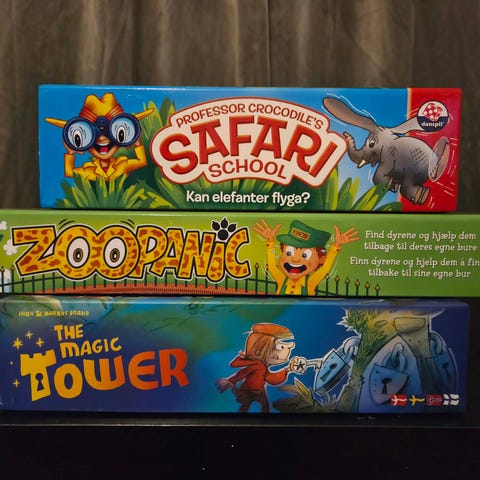 PROFESSOR CROCODILE'S
SAFARI
SCHOOL
Kan elefanter flyga?
danspil
ZOOPANIC
Find dyrene og hjælp dem
tilbage til deres egne bure
Finn dyrene og hjelp dem å fin
tilbake til sine egne bur
INKA & MARKUS BRAND
THE
MAGIC
TOWER